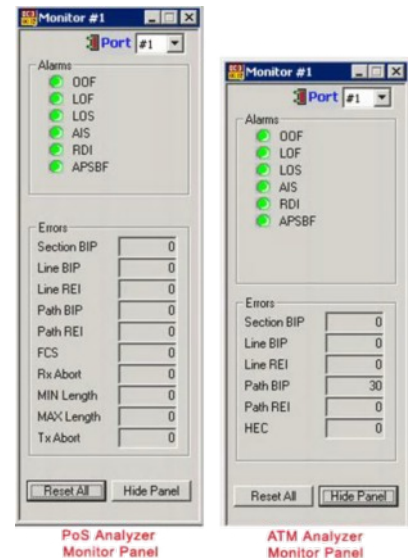 Monitor #1
Port #1
Alarms
OOF
LOF
LOS
AIS
RDI
APSBF
Errors
Section BIP 0
Line BIP 0
Line REI 0
Path BIP 0
Path REI 0
FCS 0
Rx Abort 0
MIN Length 0
MAX Length 0
Tx Abort 0
Reset All Hide Panel
PoS Analyzer
Monitor Panel
Monitor #1
Port #1
Alarms
OOF
LOF
LOS
AIS
RDI
APSBF
Errors
Section BIP 0
Line BIP 0
Line REI 0
Path BIP 30
Path REI 0
HEC 0
Reset All Hide Panel
ATM Analyzer
Monitor Panel